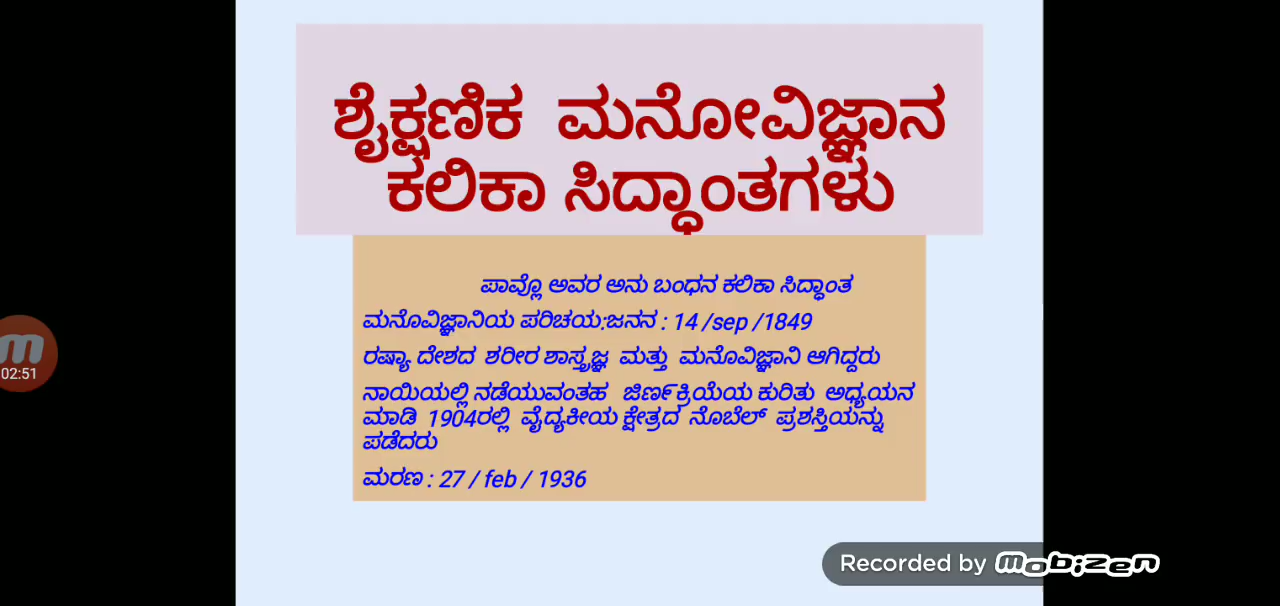 ಶೈಕ್ಷಣಿಕ ಮನೋವಿಜ್ಞಾನ
ಕಲಿಕಾ ಸಿದ್ಧಾಂತಗಳು
ಪಾವ್ಲೊ ಅವರ ಅನು ಬಂಧನ ಕಲಿಕಾ ಸಿದ್ಧಾಂತ
ಮನೊವಿಜ್ಞಾನಿಯ ಪರಿಚಯ:ಜನನ : 14 /sep /1849
ರಷ್ಯಾ ದೇಶದ ಶರೀರ ಶಾಸ್ತ್ರಜ್ಞ ಮತ್ತು ಮನೊವಿಜ್ಞಾನಿ ಆಗಿದ್ದರು
ನಾಯಿಯಲ್ಲಿ ನಡೆಯುವಂತಹ ಜಿಣ೯ಕ್ರಿಯೆಯ ಕುರಿತು ಅಧ್ಯಯನ
ಮಾಡಿ 1904ರಲ್ಲಿ ವೈದ್ಯಕೀಯ ಕ್ಷೇತ್ರದ ನೊಬೆಲ್ ಪ್ರಶಸ್ತಿಯನ್ನು
ಪಡೆದರು
ಮರಣ : 27 / feb / 1936
02:51
Recorded by mobizen